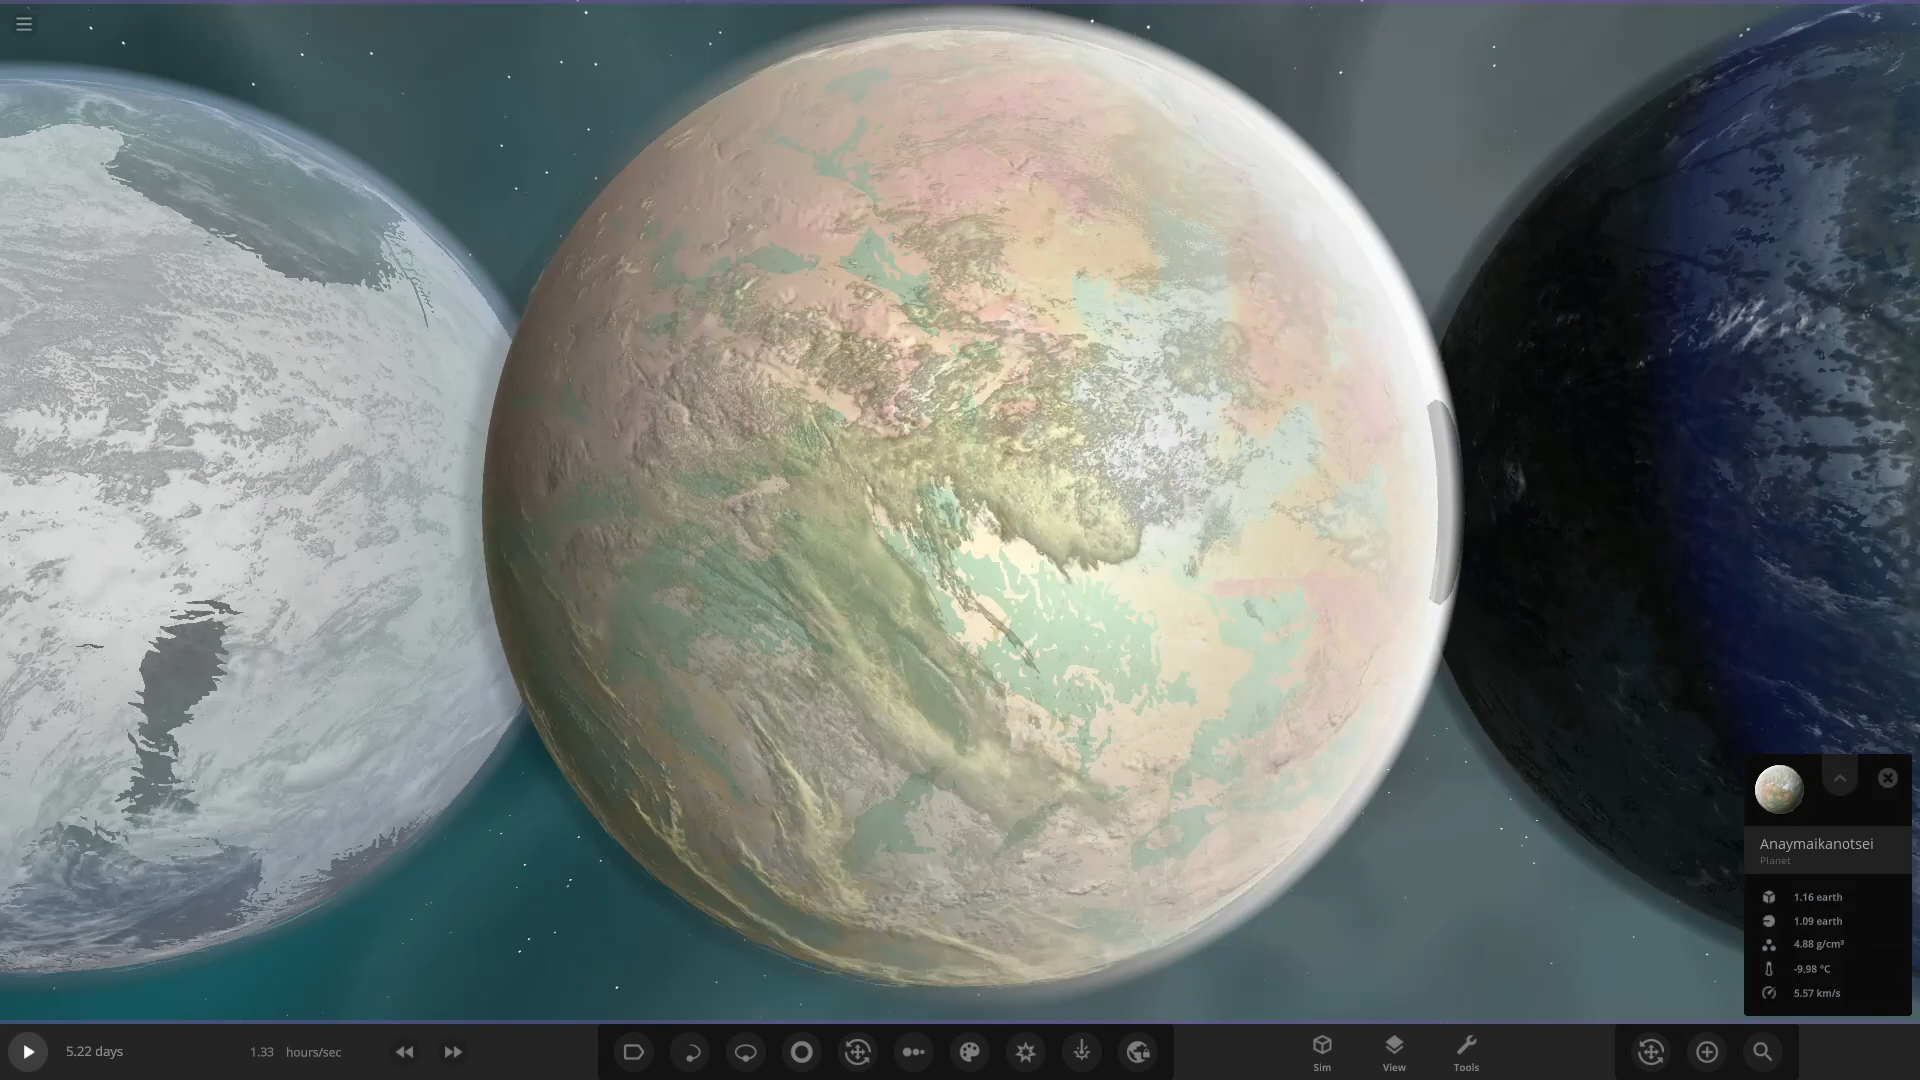 Anaymaikanotsei
Planet
1.16 earth
1.09 earth
4.88 g/cm³
-9.98 °C
5.57 km/s
5.22 days
1.33 hours/sec
Sim
View
Tools